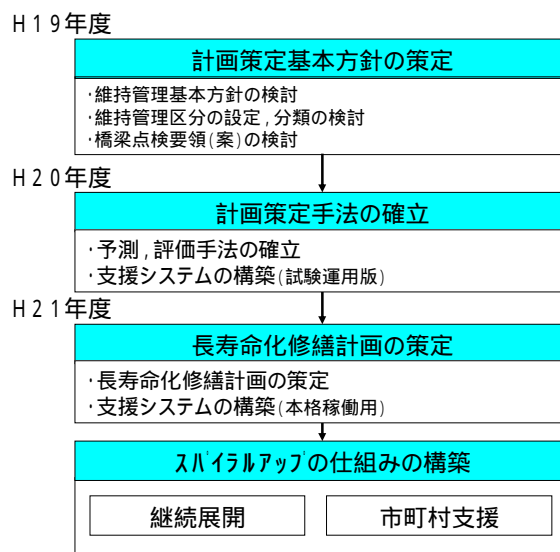 H19年度
計画策定基本方針の策定
・維持管理基本方針の検討
・維持管理区分の設定,分類の検討
・橋梁点検要領(案)の検討
H20年度
計画策定手法の確立
・予測,評価手法の確立
・支援システムの構築(試験運用版)
H21年度
長寿命化修繕計画の策定
・長寿命化修繕計画の策定
・支援システムの構築(本格稼働用)
ｽﾊﾟｲﾗﾙｱｯﾌﾟの仕組みの構築
継続展開
市町村支援